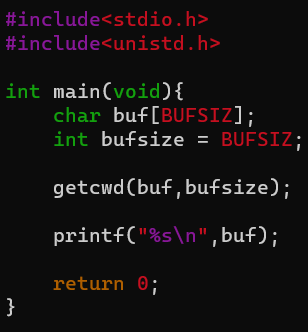 #include<stdio.h>
#include<unistd.h>
int main(void){
    char buf[BUFSIZ];
    int bufsize = BUFSIZ;
    getcwd(buf,bufsize);
    printf("%s\n",buf);
    return 0;
}